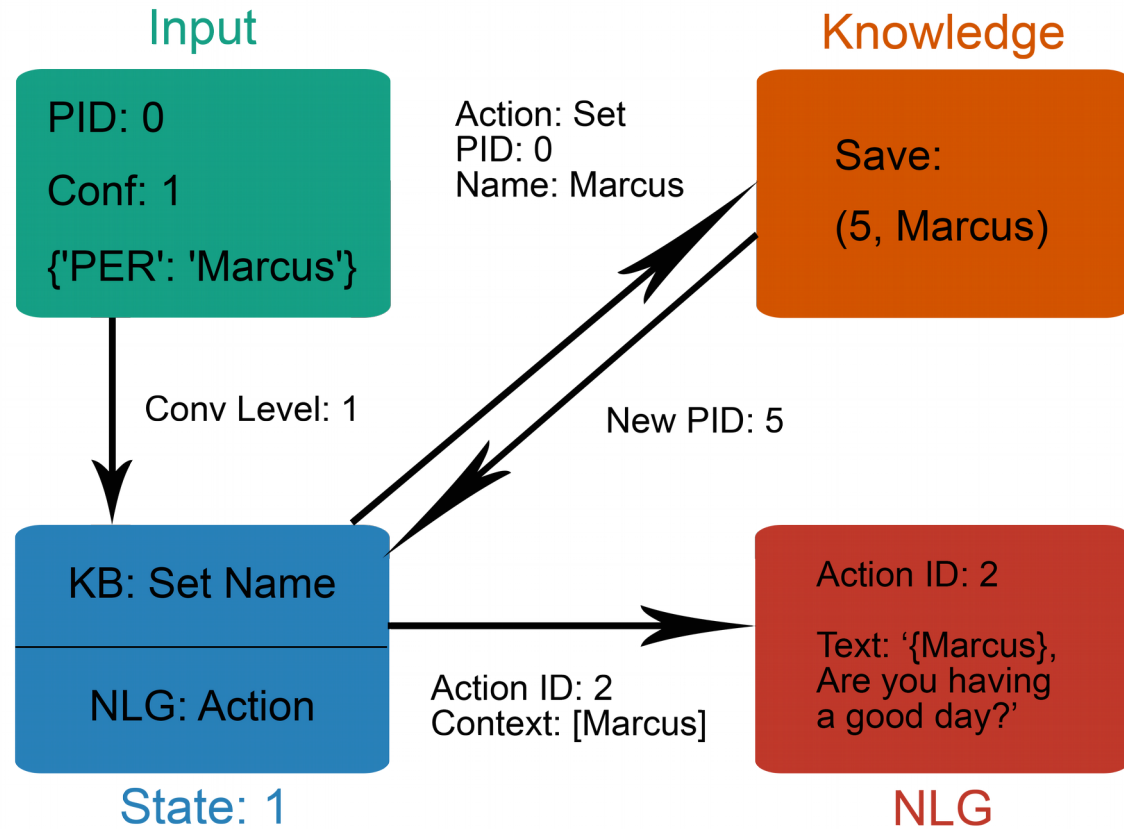 Input
PID: 0
Conf: 1
{'PER': 'Marcus'}
Action: Set
PID: 0
Name: Marcus
Knowledge
Save:
(5, Marcus)
Conv Level: 1
New PID: 5
KB: Set Name
NLG: Action
State: 1
Action ID: 2
Context: [Marcus]
Action ID: 2
Text: ‘{Marcus},
Are you having
a good day?’
NLG